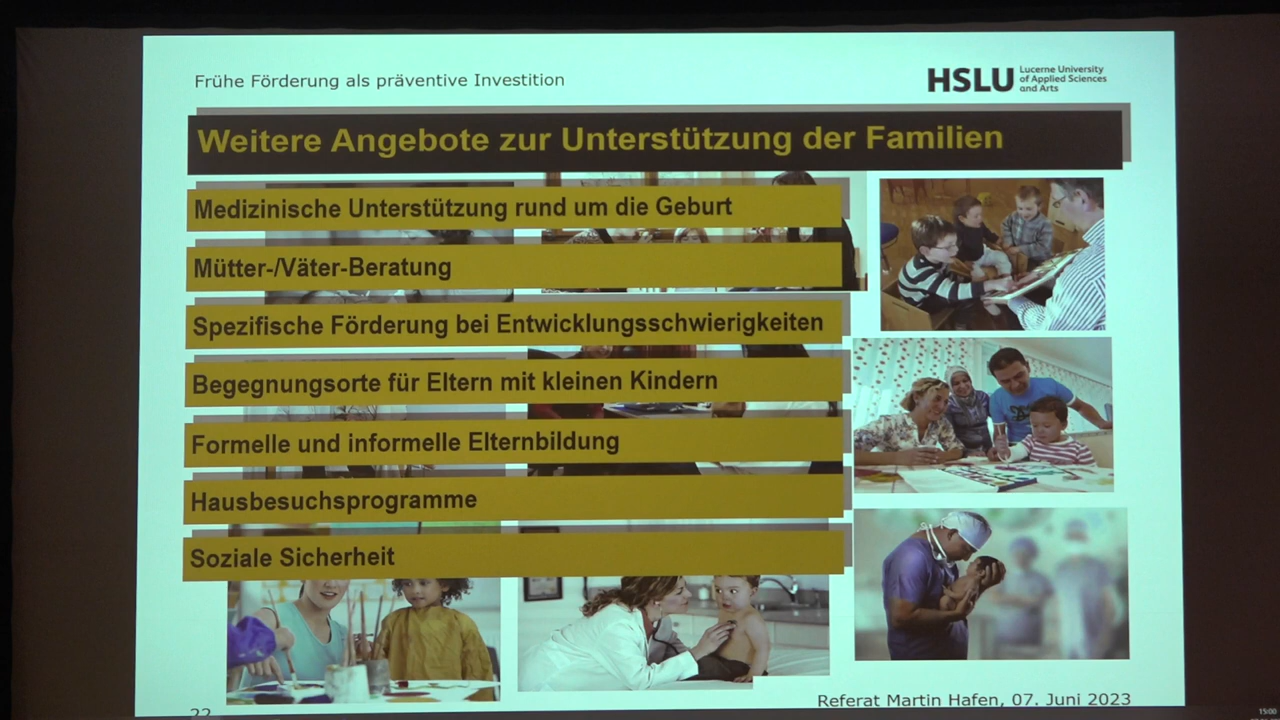 Frühe Förderung als präventive Investition
HSLU
Lucerne University
of Applied Sciences
and Arts
Weitere Angebote zur Unterstützung der Familien
Medizinische Unterstützung rund um die Geburt
Mütter-/Väter-Beratung
Spezifische Förderung bei Entwicklungsschwierigkeiten
Begegnungsorte für Eltern mit kleinen Kindern
Formelle und informelle Elternbildung
Hausbesuchsprogramme
Soziale Sicherheit
22
Referat Martin Hafen, 07. Juni 2023
15:00